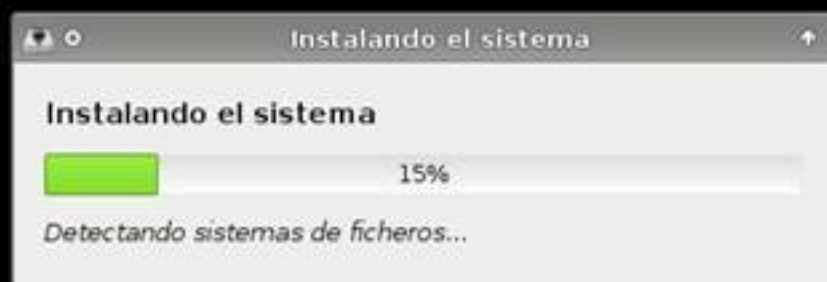 Instalando el sistema
Instalando el sistema
15%
Detectando sistemas de ficheros...